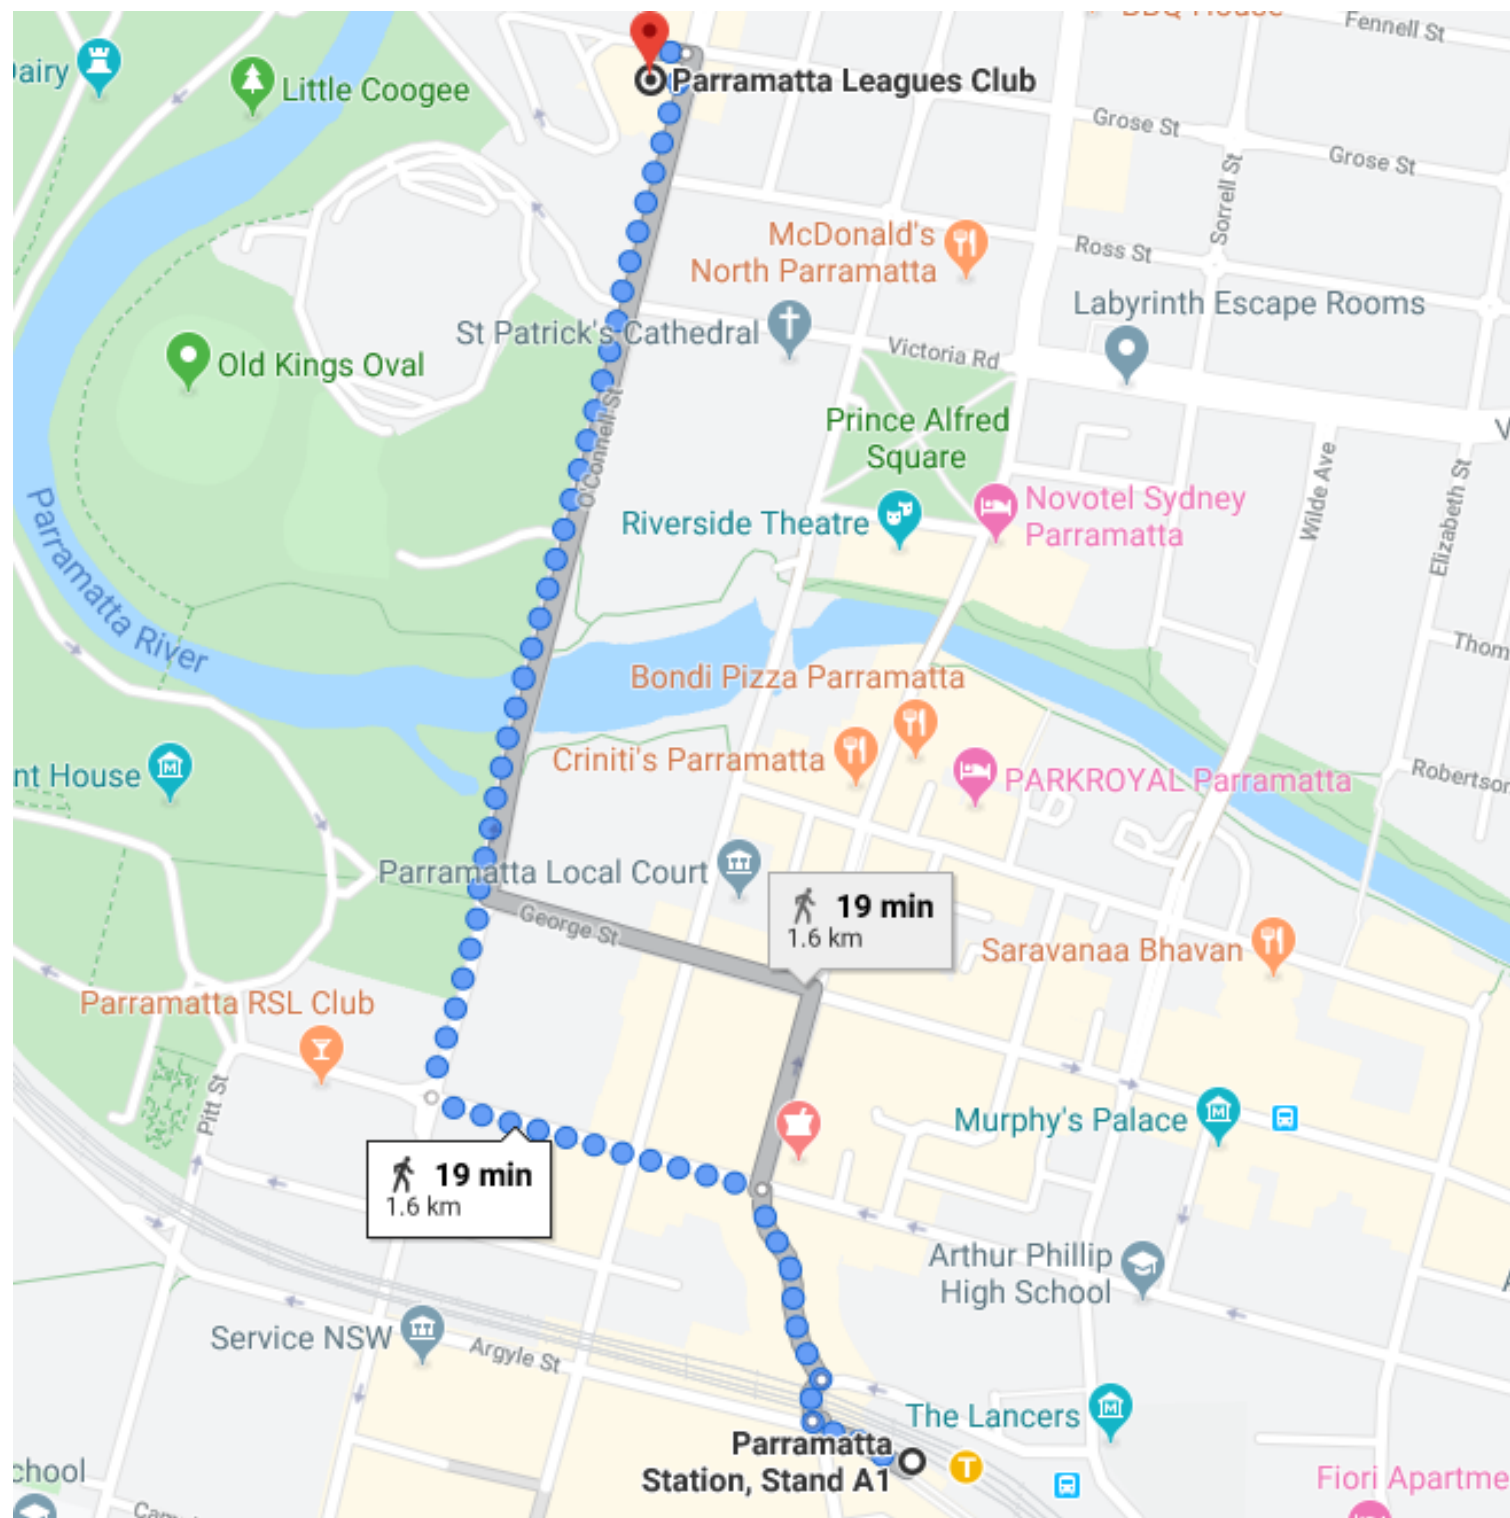 BBQ House
Fennell St
Dairy
Little Coogee
Parramatta Leagues Club
Grose St
Grose St
Sorrell St
McDonald's
North Parramatta
Ross St
Labyrinth Escape Rooms
St Patrick's Cathedral
Victoria Rd
Old Kings Oval
O'Connell St
Prince Alfred
Square
Wilde Ave
Elizabeth St
V
Parramatta River
Riverside Theatre
Novotel Sydney
Parramatta
Thom
Bondi Pizza Parramatta
Criniti's Parramatta
PARKROYAL Parramatta
Robertson
nt House
Parramatta Local Court
George St
19 min
1.6 km
Saravanaa Bhavan
Parramatta RSL Club
Pitt St
Murphy's Palace
19 min
1.6 km
Arthur Phillip
High School
Service NSW
Argyle St
The Lancers
Parramatta
Station, Stand A1
T
chool
Fiori Apartme